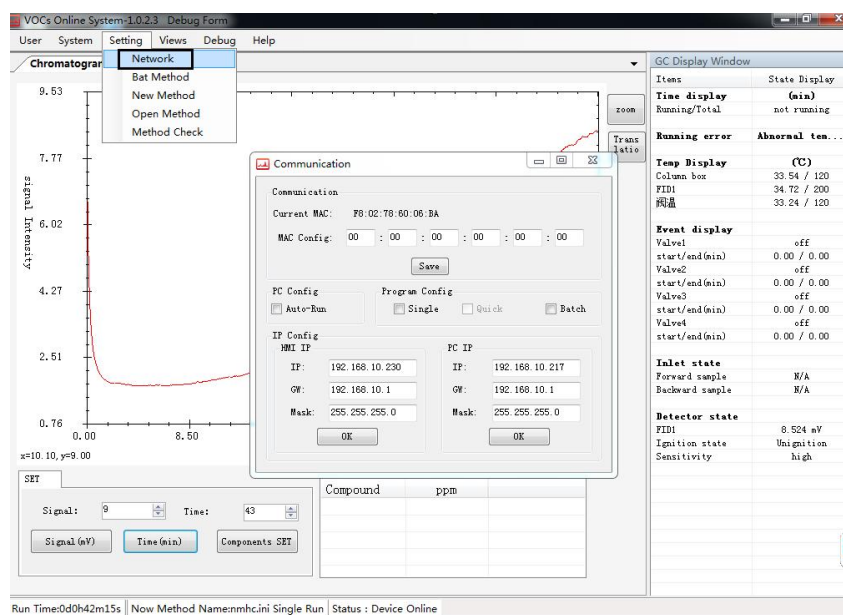 VOCs Online System-1.0.2.3 Debug Form
User System Setting Views Debug Help
Network
Bat Method
New Method
Open Method
Method Check
Chromatogra
9.53
7.77
6.02
4.27
2.51
0.76
signal Intensity
0.00 8.50
x=10.10, y=9.00
zoom
Trans
latio
Communication
Communication
Current MAC: F8:02:78:60:06:BA
MAC Config: 00 : 00 : 00 : 00 : 00 : 00
Save
PC Config
Auto-Run
Program Config
Single Quick Batch
IP Config
HMI IP
IP: 192.168.10.230
GW: 192.168.10.1
Mask: 255.255.255.0
OK
PC IP
IP: 192.168.10.217
GW: 192.168.10.1
Mask: 255.255.255.0
OK
SET
Signal: 9 Time: 43
Signal(mV) Time(min) Components SET
Compound ppm
GC Display Window
Items State Display
Time display (min)
Running/Total not running
Running error Abnormal tem...
Temp Display (℃)
Column box 33.54 / 120
FID1 34.72 / 200
阀温 33.24 / 120
Event display
Valve1 off
start/end(min) 0.00 / 0.00
Valve2 off
start/end(min) 0.00 / 0.00
Valve3 off
start/end(min) 0.00 / 0.00
Valve4 off
start/end(min) 0.00 / 0.00
Inlet state
Forward sample N/A
Backward sample N/A
Detector state
FID1 8.524 mV
Ignition state Unignition
Sensitivity high
Run Time:0d0h42m15s Now Method Name:nmhc.ini Single Run Status : Device Online